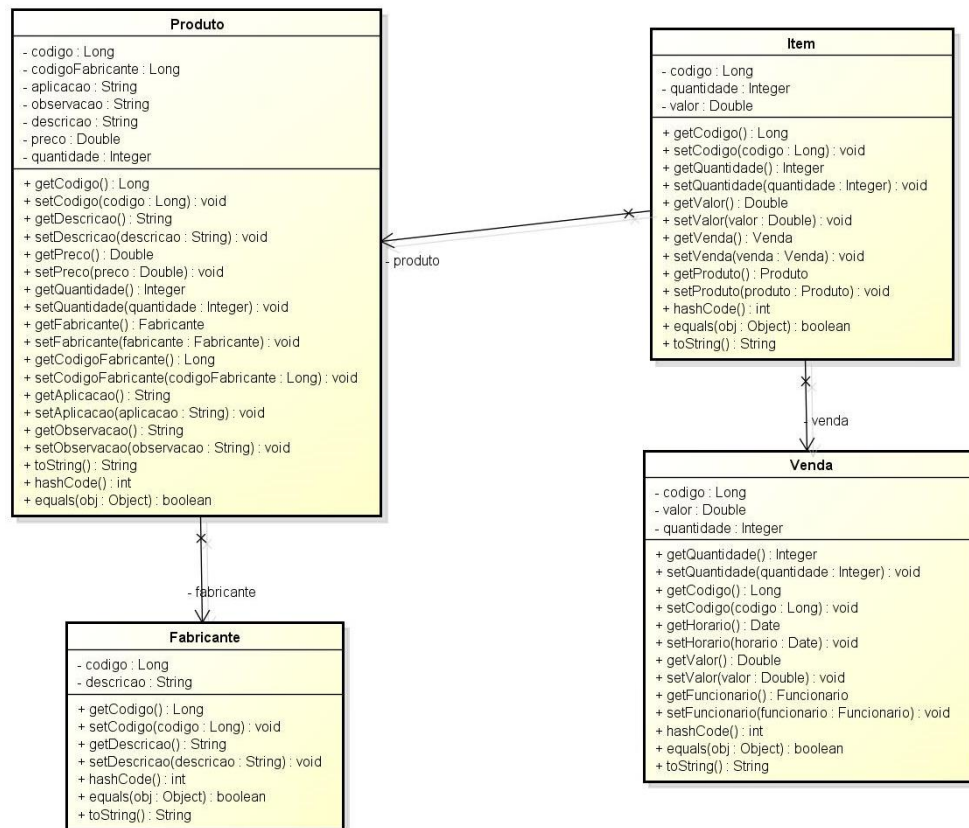 Produto
- codigo : Long
- codigoFabricante : Long
- aplicacao : String
- observacao : String
- descricao : String
- preco : Double
- quantidade : Integer
+ getCodigo() : Long
+ setCodigo(codigo : Long) : void
+ getDescricao() : String
+ setDescricao(descricao : String) : void
+ getPreco() : Double
+ setPreco(preco : Double) : void
+ getQuantidade() : Integer
+ setQuantidade(quantidade : Integer) : void
+ getFabricante() : Fabricante
+ setFabricante(fabricante : Fabricante) : void
+ getCodigoFabricante() : Long
+ setCodigoFabricante(codigoFabricante : Long) : void
+ getAplicacao() : String
+ setAplicacao(aplicacao : String) : void
+ getObservacao() : String
+ setObservacao(observacao : String) : void
+ toString() : String
+ hashCode() : int
+ equals(obj : Object) : boolean
- produto
Item
- codigo : Long
- quantidade : Integer
- valor : Double
+ getCodigo() : Long
+ setCodigo(codigo : Long) : void
+ getQuantidade() : Integer
+ setQuantidade(quantidade : Integer) : void
+ getValor() : Double
+ setValor(valor : Double) : void
+ getVenda() : Venda
+ setVenda(venda : Venda) : void
+ getProduto() : Produto
+ setProduto(produto : Produto) : void
+ hashCode() : int
+ equals(obj : Object) : boolean
+ toString() : String
- venda
- fabricante
Fabricante
- codigo : Long
- descricao : String
+ getCodigo() : Long
+ setCodigo(codigo : Long) : void
+ getDescricao() : String
+ setDescricao(descricao : String) : void
+ hashCode() : int
+ equals(obj : Object) : boolean
+ toString() : String
Venda
- codigo : Long
- valor : Double
- quantidade : Integer
+ getQuantidade() : Integer
+ setQuantidade(quantidade : Integer) : void
+ getCodigo() : Long
+ setCodigo(codigo : Long) : void
+ getHorario() : Date
+ setHorario(horario : Date) : void
+ getValor() : Double
+ setValor(valor : Double) : void
+ getFuncionario() : Funcionario
+ setFuncionario(funcionario : Funcionario) : void
+ hashCode() : int
+ equals(obj : Object) : boolean
+ toString() : String